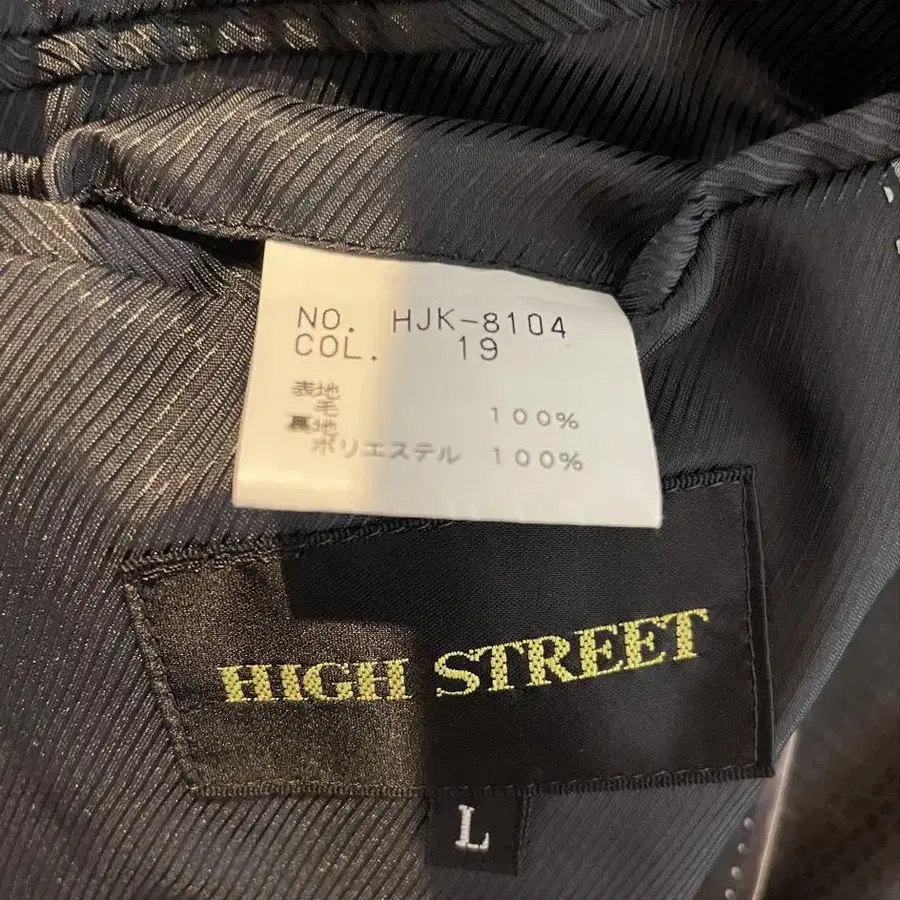 NO. HJK-8104
COL. 19
表地
毛 100%
裏地
ポリエステル 100%
HIGH STREET
L